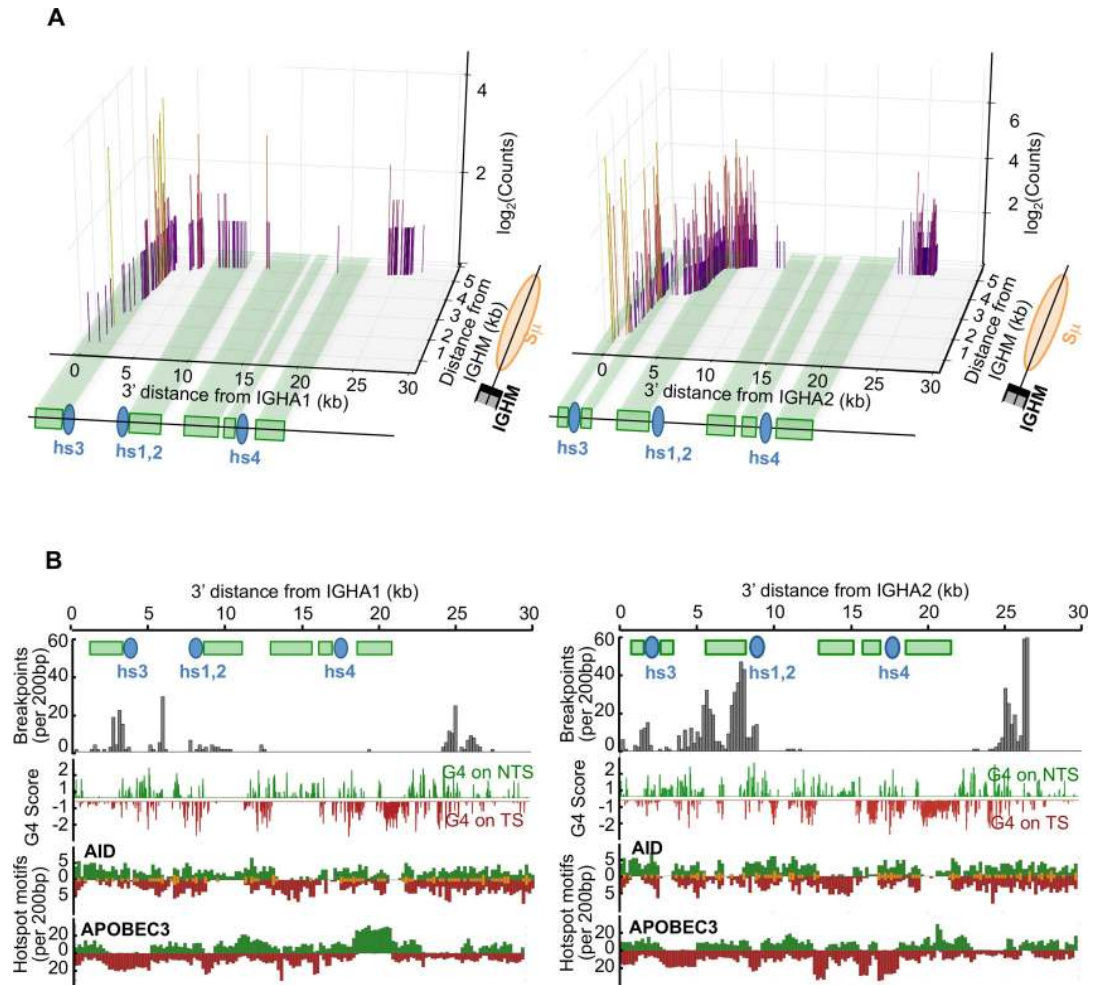 A
4
2
log2(Counts)
5
4
3
2
1
Distance from
IGHM (kb)
Sμ
IGHM
0
5
10
15
20
25
30
3' distance from IGHA1 (kb)
hs3
hs1,2
hs4
6
4
2
log2(Counts)
5
4
3
2
1
Distance from
IGHM (kb)
Sμ
IGHM
0
5
10
15
20
25
30
3' distance from IGHA2 (kb)
hs3
hs1,2
hs4
B
3' distance from IGHA1 (kb)
0 5 10 15 20 25 30
Breakpoints
(per 200bp)
60
40
20
0
hs3
hs1,2
hs4
G4 Score
2
1
-1
-2
G4 on NTS
G4 on TS
Hotspot motifs
(per 200bp)
AID
5
0
5
APOBEC3
20
0
20
3' distance from IGHA2 (kb)
0 5 10 15 20 25 30
Breakpoints
(per 200bp)
60
40
20
0
hs3
hs1,2
hs4
G4 Score
2
1
-1
-2
G4 on NTS
G4 on TS
Hotspot motifs
(per 200bp)
AID
5
0
5
APOBEC3
20
0
20